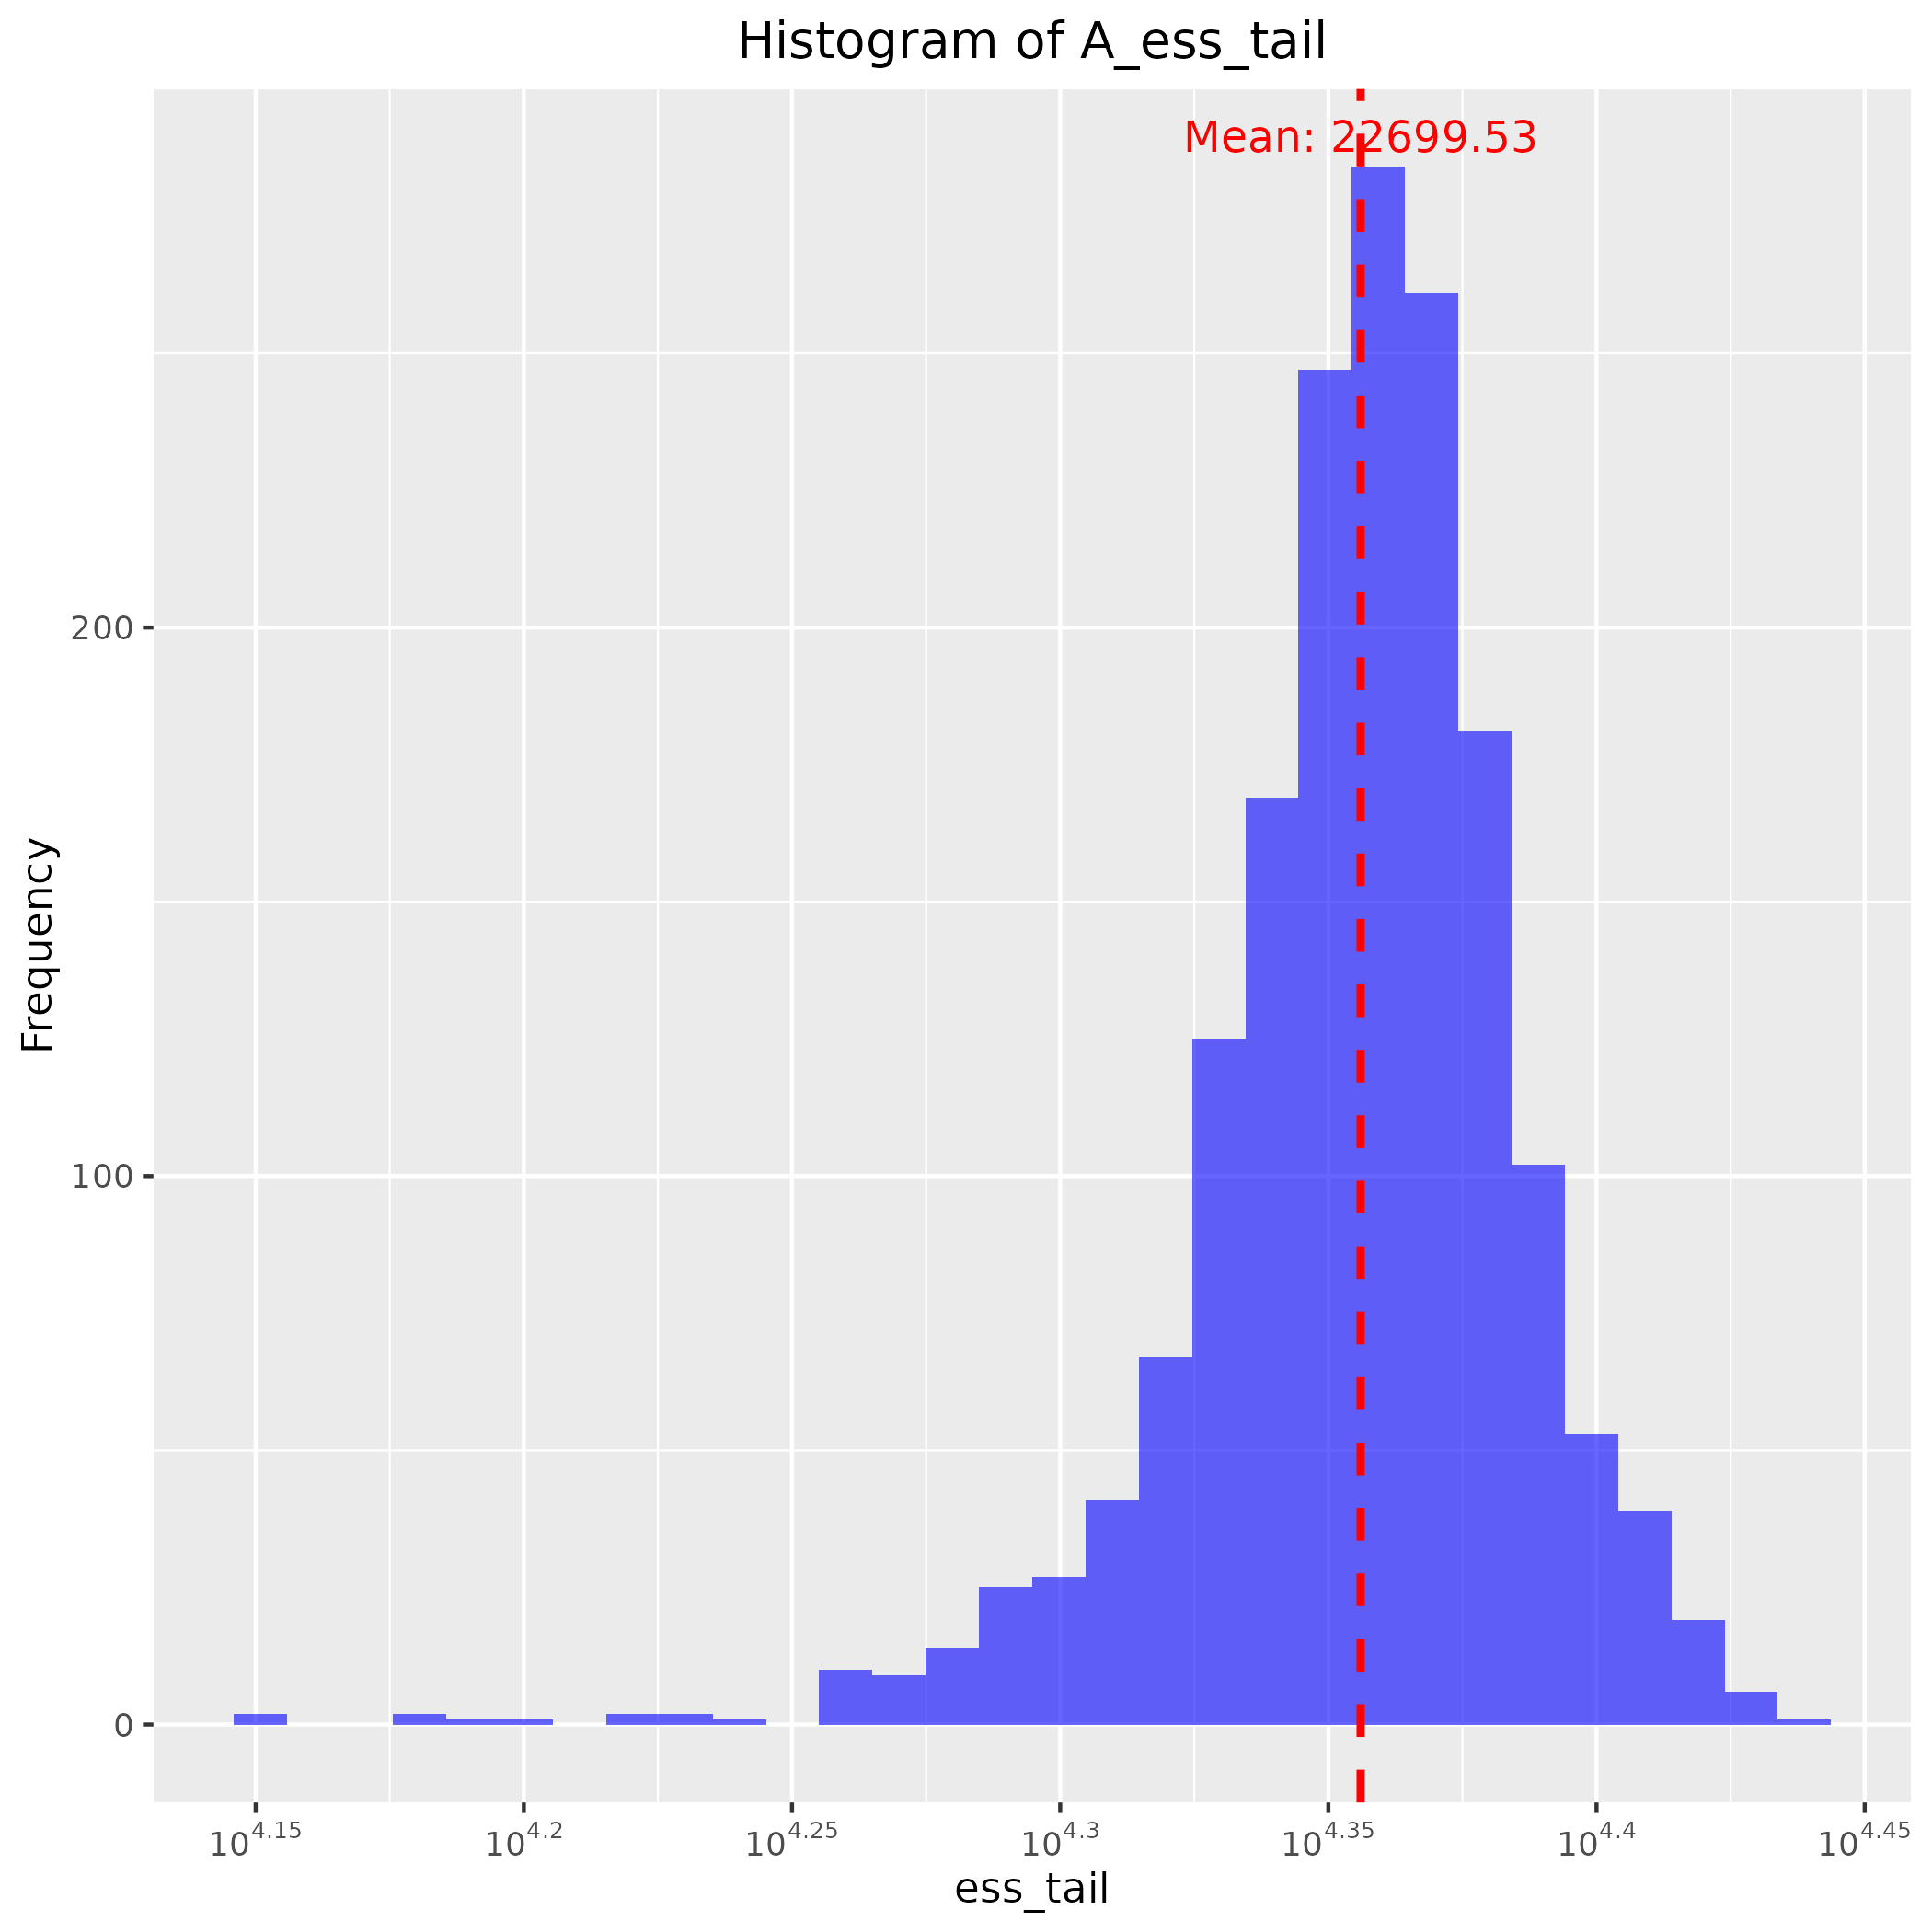 Histogram of A_ess_tail
Mean: 22699.53
Frequency
200
100
0
10^4.15 10^4.2 10^4.25 10^4.3 10^4.35 10^4.4 10^4.45
ess_tail